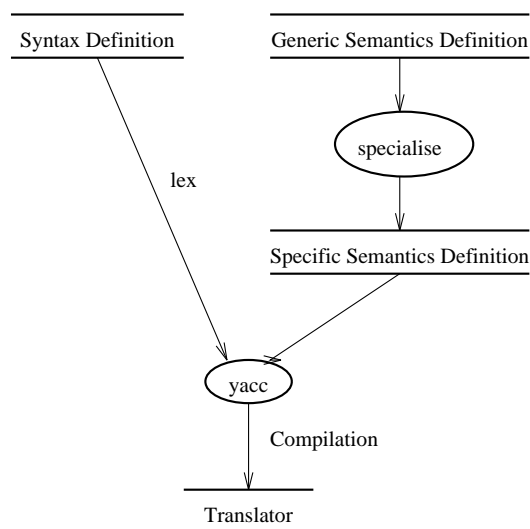 Syntax Definition
Generic Semantics Definition
specialise
lex
Specific Semantics Definition
yacc
Compilation
Translator